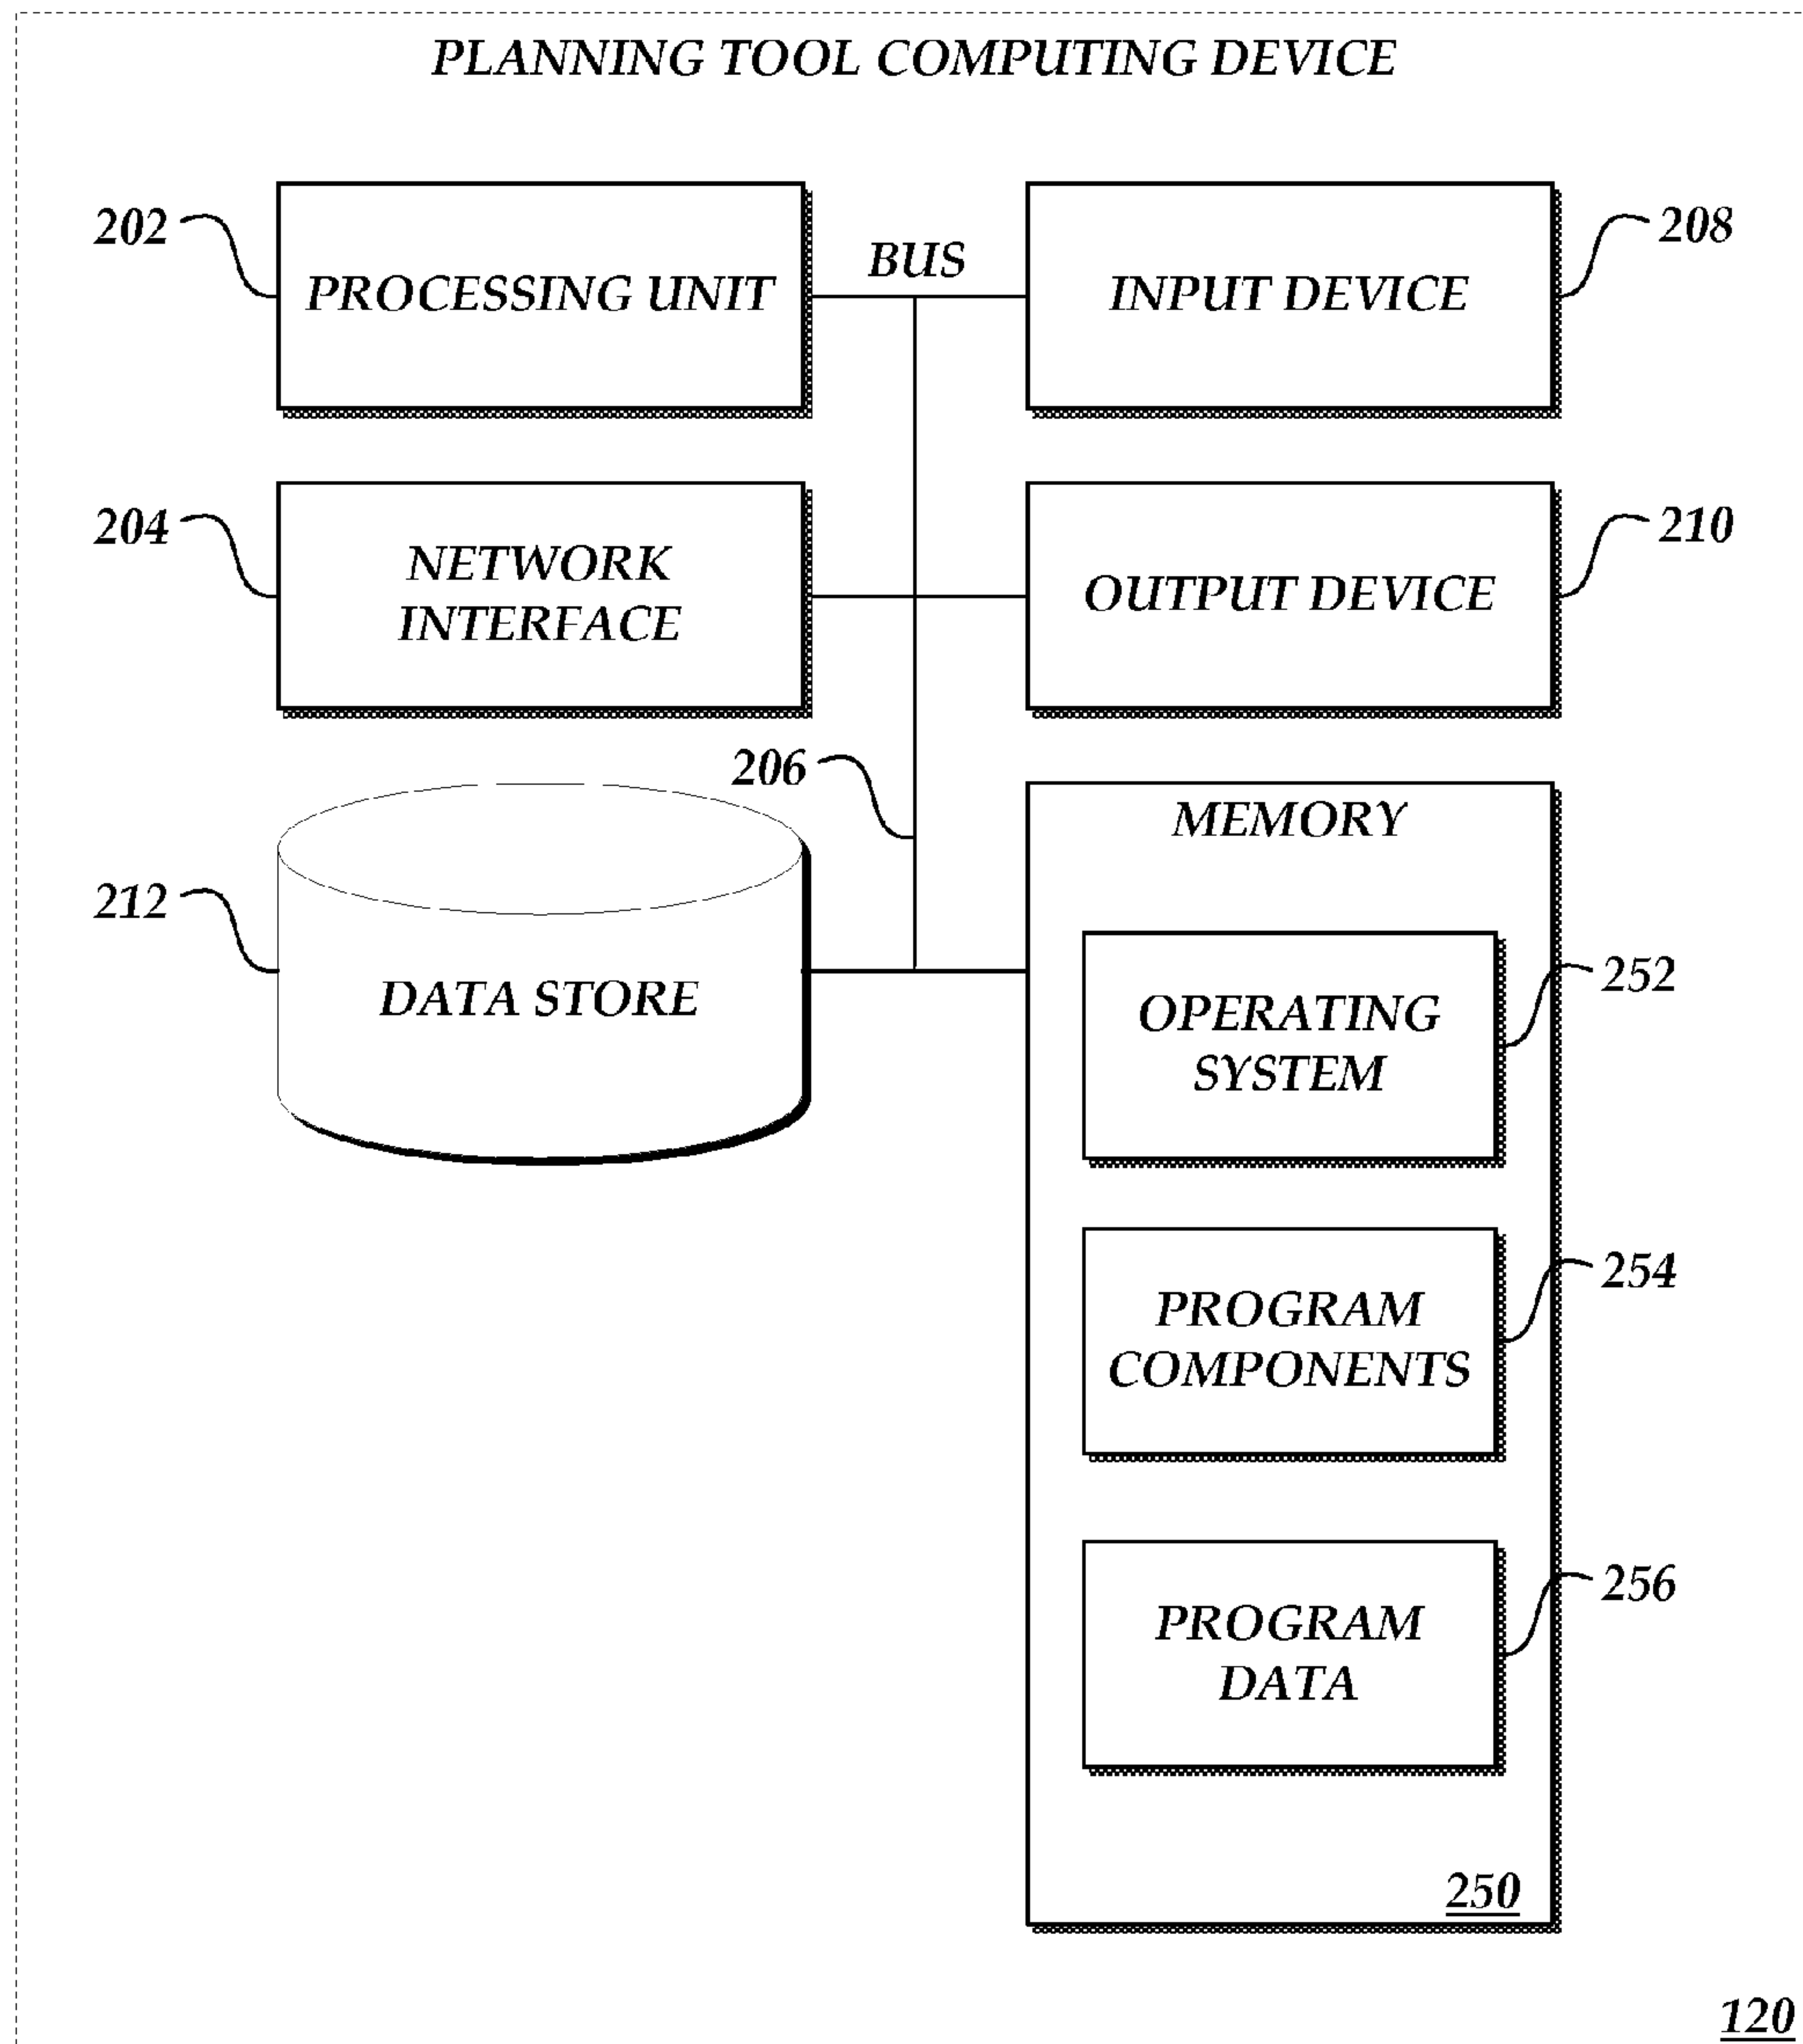 PLANNING TOOL COMPUTING DEVICE
202
PROCESSING UNIT
BUS
INPUT DEVICE
208
204
NETWORK
INTERFACE
OUTPUT DEVICE
210
206
212
DATA STORE
MEMORY
OPERATING
SYSTEM
252
PROGRAM
COMPONENTS
254
PROGRAM
DATA
256
250
120